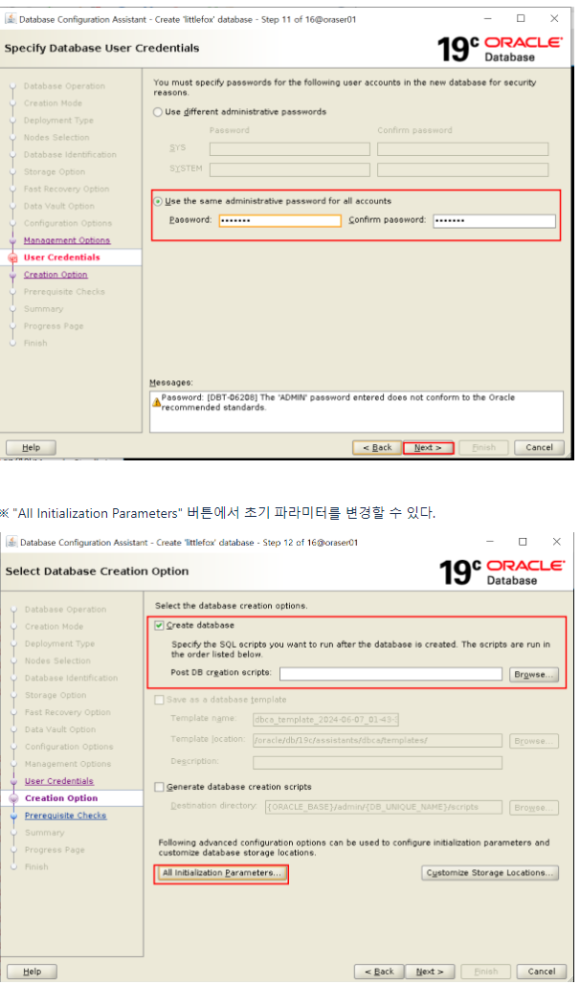 Database Configuration Assistant - Create 'littlefox' database - Step 11 of 16@oraser01
Specify Database User Credentials
19c ORACLE
Database
Database Operation
Creation Mode
Deployment Type
Nodes Selection
Database Identification
Storage Option
Fast Recovery Option
Data Vault Option
Configuration Options
Management Options
User Credentials
Creation Option
Prerequisite Checks
Summary
Progress Page
Finish
You must specify passwords for the following user accounts in the new database for security
reasons.
Use different administrative passwords
Password Confirm password
SYS
SYSTEM
Use the same administrative password for all accounts
Password: ••••••• Confirm password: •••••••
Messages:
Password: [DBT-06208] The 'ADMIN' password entered does not conform to the Oracle
recommended standards.
Help < Back Next > Finish Cancel
※ "All Initialization Parameters" 버튼에서 초기 파라미터를 변경할 수 있다.
Database Configuration Assistant - Create 'littlefox' database - Step 12 of 16@oraser01
Select Database Creation Option
19c ORACLE
Database
Database Operation
Creation Mode
Deployment Type
Nodes Selection
Database Identification
Storage Option
Fast Recovery Option
Data Vault Option
Configuration Options
Management Options
User Credentials
Creation Option
Prerequisite Checks
Summary
Progress Page
Finish
Select the database creation options.
Create database
Specify the SQL scripts you want to run after the database is created. The scripts are run in
the order listed below.
Post DB creation scripts: Browse...
Save as a database template
Template name: dbca_template_2024-06-07_01-43-
Template location: /oracle/db/19c/assistants/dbca/templates/ Browse...
Description:
Generate database creation scripts
Destination directory: {ORACLE_BASE}/admin/{DB_UNIQUE_NAME}/scripts Browse...
Following advanced configuration options can be used to configure initialization parameters and
customize database storage locations.
All Initialization Parameters... Customize Storage Locations...
Help < Back Next > Finish Cancel